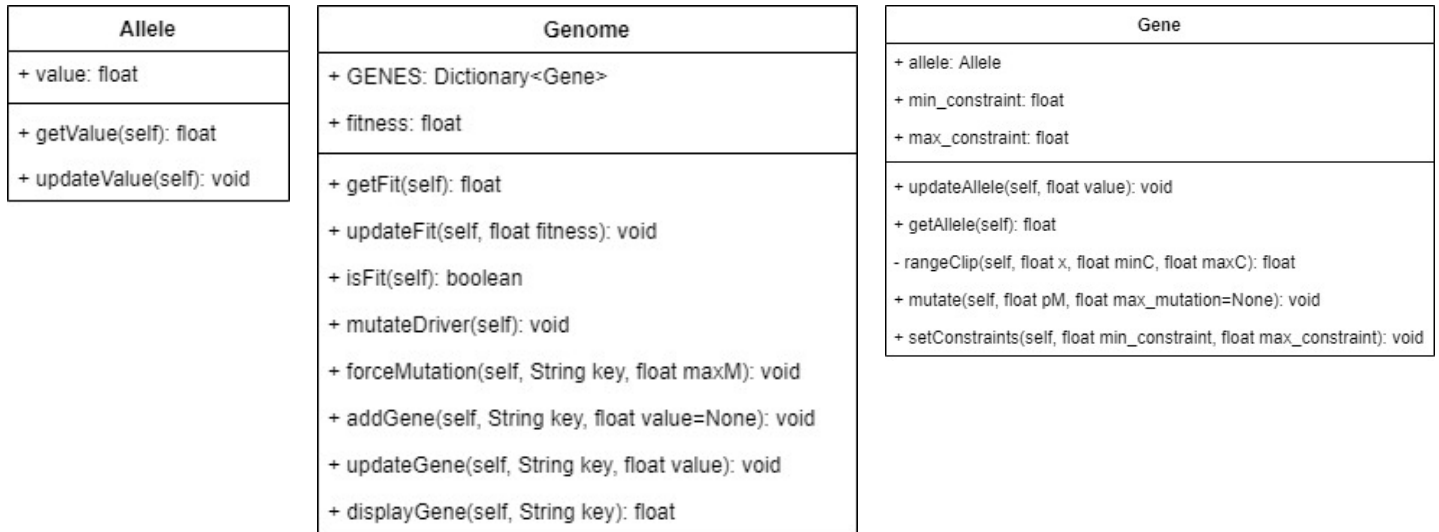 Allele
+ value: float
+ getValue(self): float
+ updateValue(self): void
Genome
+ GENES: Dictionary<Gene>
+ fitness: float
+ getFit(self): float
+ updateFit(self, float fitness): void
+ isFit(self): boolean
+ mutateDriver(self): void
+ forceMutation(self, String key, float maxM): void
+ addGene(self, String key, float value=None): void
+ updateGene(self, String key, float value): void
+ displayGene(self, String key): float
Gene
+ allele: Allele
+ min_constraint: float
+ max_constraint: float
+ updateAllele(self, float value): void
+ getAllele(self): float
- rangeClip(self, float x, float minC, float maxC): float
+ mutate(self, float pM, float max_mutation=None): void
+ setConstraints(self, float min_constraint, float max_constraint): void